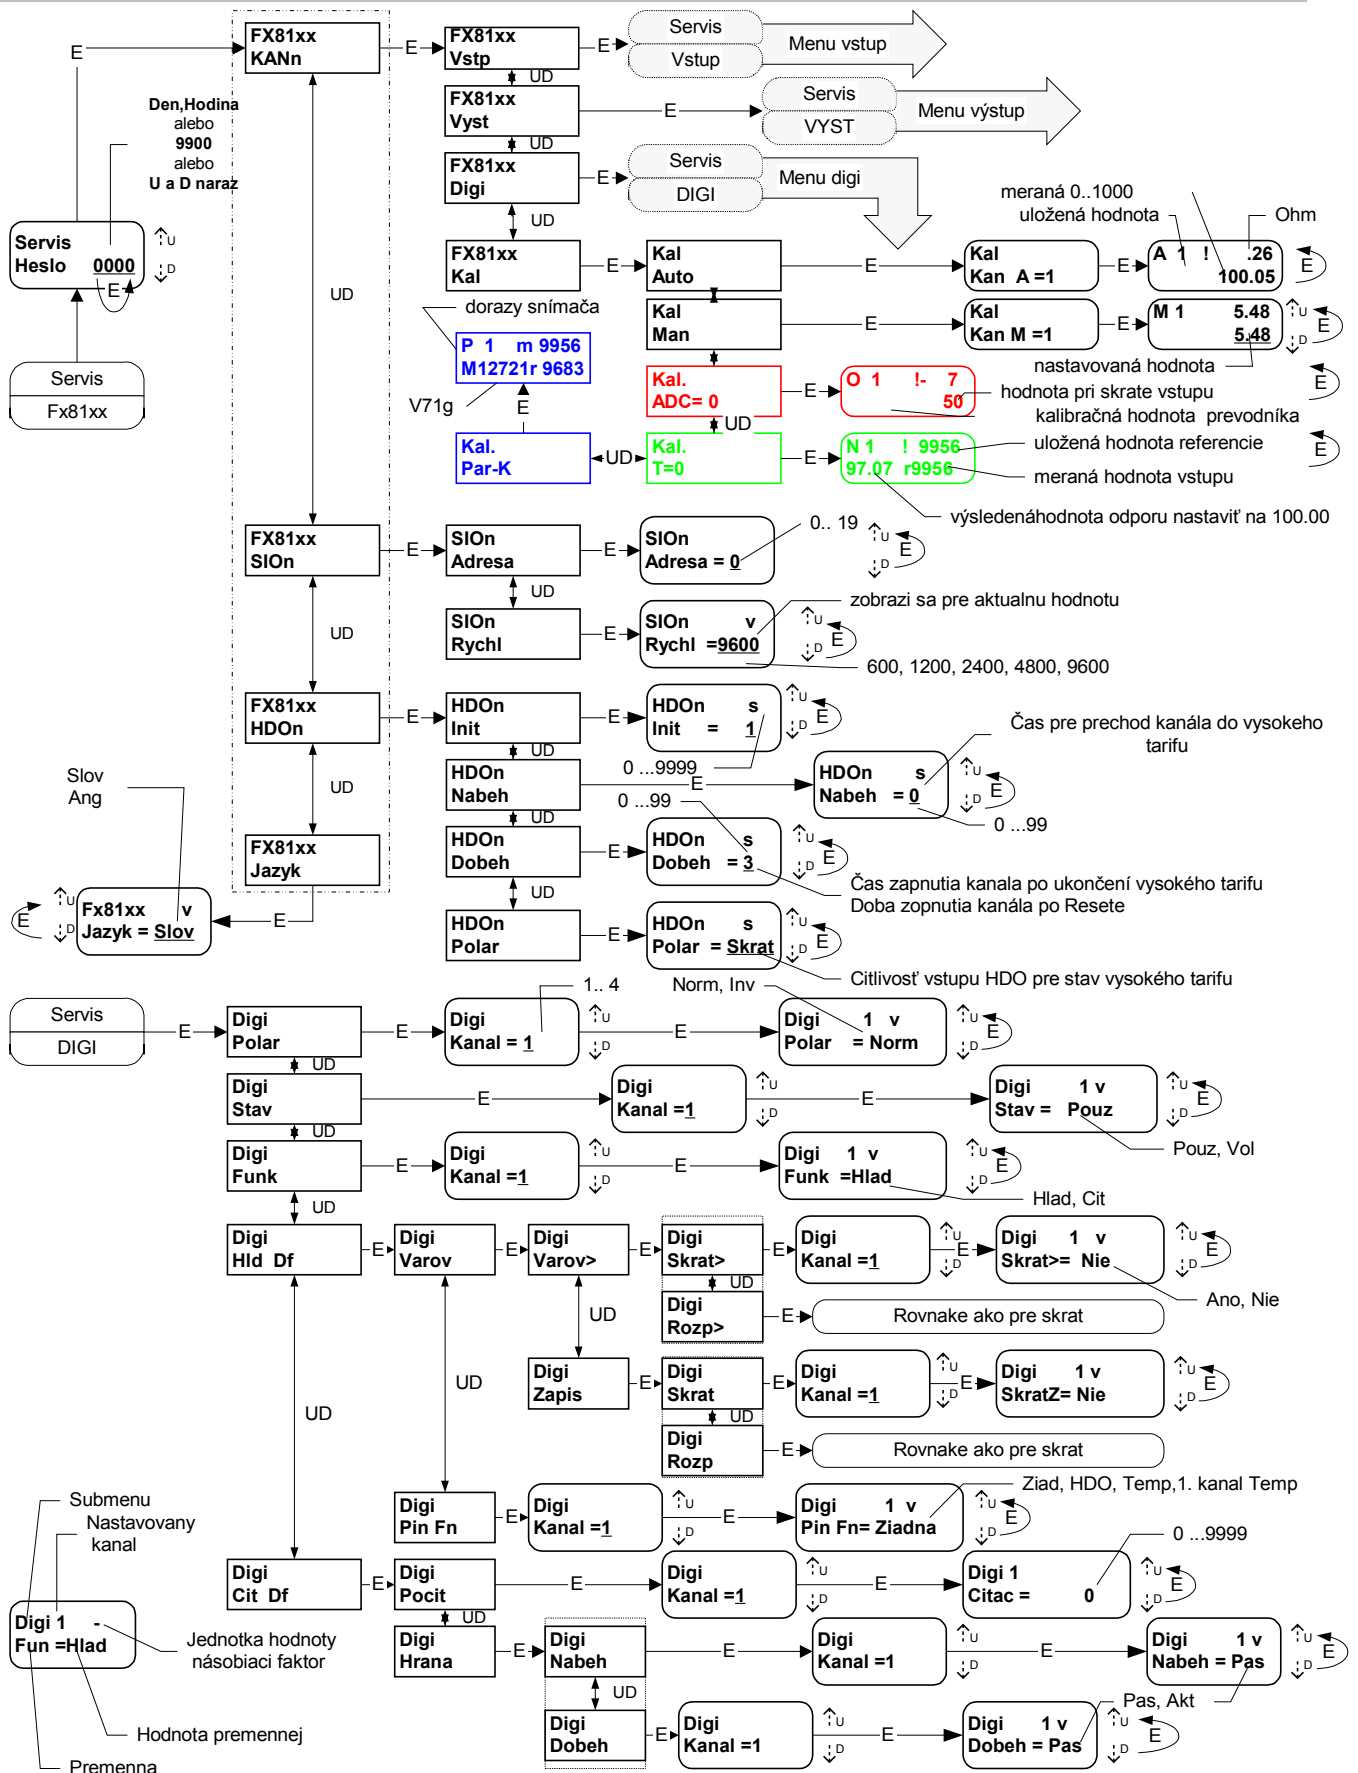 FX81xx
KANn
E
FX81xx
Vstp
E
Servis
Vstup
Menu vstup
E
UD
Den,Hodina
alebo
9900
alebo
U a D naraz
FX81xx
Vyst
E
Servis
VYST
Menu výstup
UD
FX81xx
Digi
E
Servis
DIGI
Menu digi
UD
meraná 0..1000
uložená hodnota
Ohm
Servis
Heslo 0000
U
D
E
FX81xx
Kal
E
Kal
Auto
E
Kal
Kan A =1
E
A 1 ! .26
100.05
E
UD
dorazy snímača
Kal
Man
E
Kal
Kan M =1
E
M 1 5.48
5.48
U
D
E
P 1 m 9956
M12721r 9683
nastavovaná hodnota
Servis
Fx81xx
V71g
E
Kal.
ADC= 0
E
O 1 !- 7
50
hodnota pri skrate vstupu
kalibračná hodnota prevodníka
E
UD
Kal.
Par-K
UD
Kal.
T=0
E
N 1 ! 9956
97.07 r9956
uložená hodnota referencie
E
meraná hodnota vstupu
výsledenáhodnota odporu nastaviť na 100.00
FX81xx
SIOn
E
SIOn
Adresa
E
SIOn
Adresa = 0
0.. 19
U
D
E
UD
UD
SIOn
Rychl
E
SIOn v
Rychl =9600
zobrazi sa pre aktualnu hodnotu
U
D
E
600, 1200, 2400, 4800, 9600
FX81xx
HDOn
E
HDOn
Init
E
HDOn s
Init = 1
U
D
E
Čas pre prechod kanála do vysokeho
tarifu
UD
0 ...9999
UD
HDOn
Nabeh
E
HDOn s
Nabeh = 0
U
D
E
0 ...99
0 ...99
UD
Slov
Ang
FX81xx
Jazyk
HDOn
Dobeh
E
HDOn s
Dobeh = 3
U
D
E
Čas zapnutia kanala po ukončení vysokého tarifu
Doba zopnutia kanála po Resete
UD
E
U
D
Fx81xx v
Jazyk = Slov
E
HDOn
Polar
E
HDOn s
Polar = Skrat
U
D
E
Citlivosť vstupu HDO pre stav vysokého tarifu
Servis
DIGI
E
Digi
Polar
E
Digi
Kanal = 1
1.. 4
U
D
E
Norm, Inv
Digi 1 v
Polar = Norm
U
D
E
UD
Digi
Stav
E
Digi
Kanal =1
U
D
E
Digi 1 v
Stav = Pouz
U
D
E
Pouz, Vol
UD
Digi
Funk
E
Digi
Kanal =1
U
D
E
Digi 1 v
Funk =Hlad
U
D
E
Hlad, Cit
UD
Digi
Hld Df
E
Digi
Varov
E
Digi
Varov>
E
Digi
Skrat>
E
Digi
Kanal =1
U
D
E
Digi 1 v
Skrat>= Nie
U
D
E
Ano, Nie
UD
Digi
Rozp>
E
Rovnake ako pre skrat
UD
UD
UD
Digi
Zapis
E
Digi
Skrat
E
Digi
Kanal =1
U
D
E
Digi 1 v
SkratZ= Nie
U
D
E
UD
Digi
Rozp
E
Rovnake ako pre skrat
Ziad, HDO, Temp,1. kanal Temp
Digi
Pin Fn
E
Digi
Kanal =1
U
D
E
Digi 1 v
Pin Fn= Ziadna
U
D
E
Submenu
Nastavovany
kanal
Digi
Cit Df
E
Digi
Pocit
E
Digi
Kanal =1
U
D
E
Digi 1
Citac = 0
0 ...9999
U
D
E
UD
Digi 1 -
Fun =Hlad
Jednotka hodnoty
násobiaci faktor
Digi
Hrana
E
Digi
Nabeh
E
Digi
Kanal =1
U
D
E
Digi 1 v
Nabeh = Pas
U
D
E
UD
Pas, Akt
Hodnota premennej
Digi
Dobeh
E
Digi
Kanal =1
U
D
E
Digi 1 v
Dobeh = Pas
U
D
E
Premenna